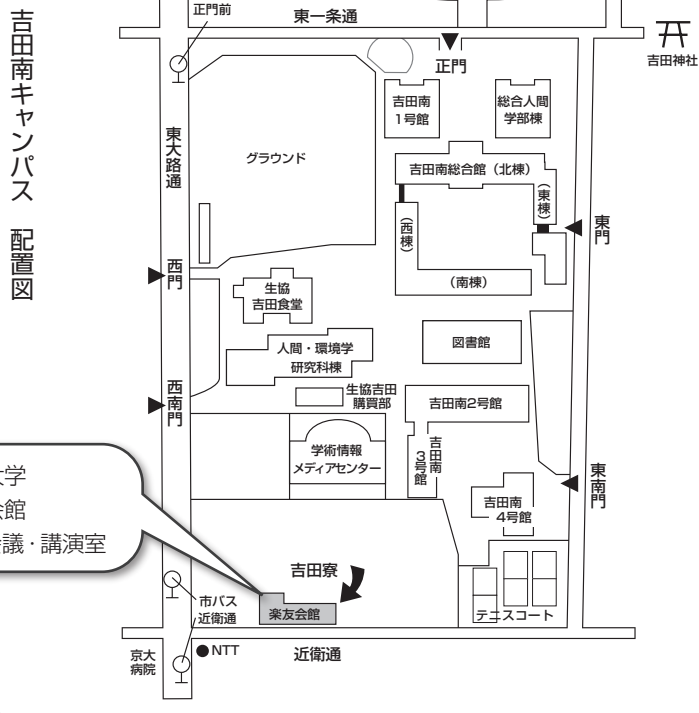 吉田南キャンパス 配置図
正門前
東一条通
正門
吉田神社
東大路通
グラウンド
吉田南
1号館
総合人間
学部棟
吉田南総合館（北棟）
（西棟）
（東棟）
東門
（南棟）
西門
生協
吉田食堂
人間・環境学
研究科棟
図書館
西南門
生協吉田
購買部
吉田南2号館
学術情報
メディアセンター
吉田南
3号館
東南門
吉田南
4号館
大学
会館
会議・講演室
吉田寮
楽友会館
市バス
近衛通
テニスコート
京大
病院
NTT
近衛通